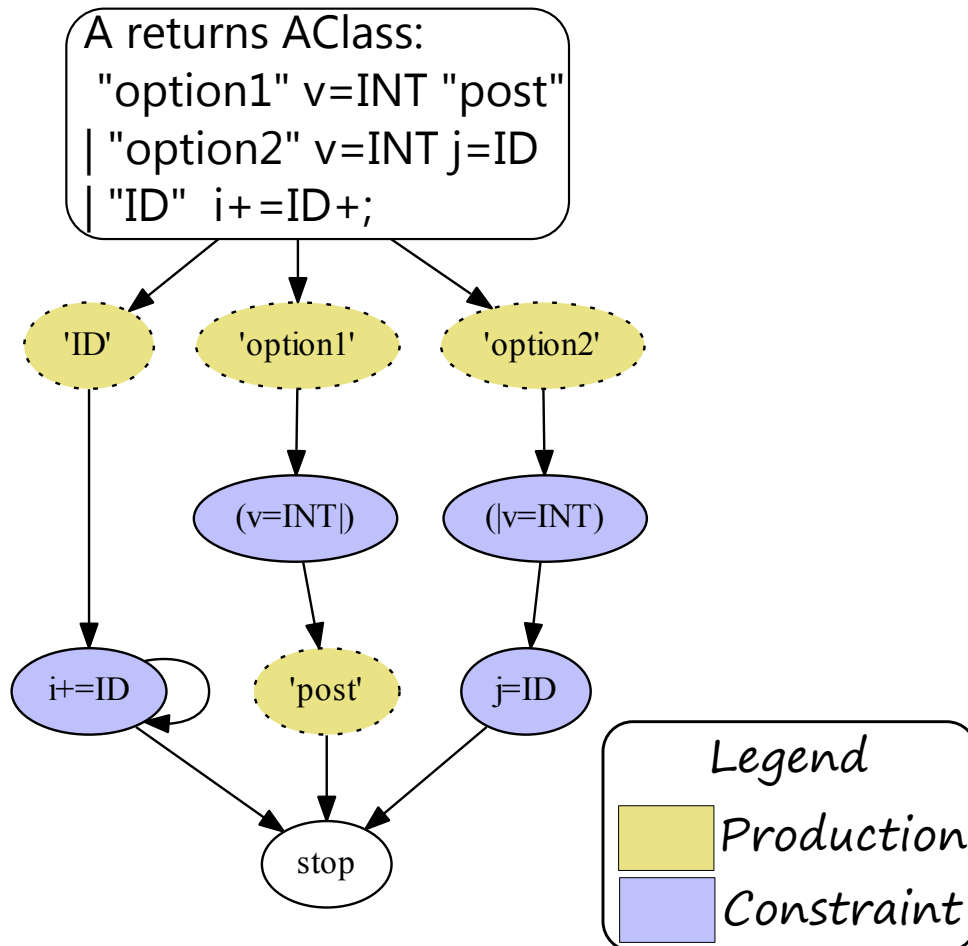 A returns AClass:
"option1" v=INT "post"
| "option2" v=INT j=ID
| "ID" i+=ID+;
'ID'
'option1'
'option2'
(v=INT|)
(|v=INT)
i+=ID
'post'
j=ID
stop
Legend
Production
Constraint